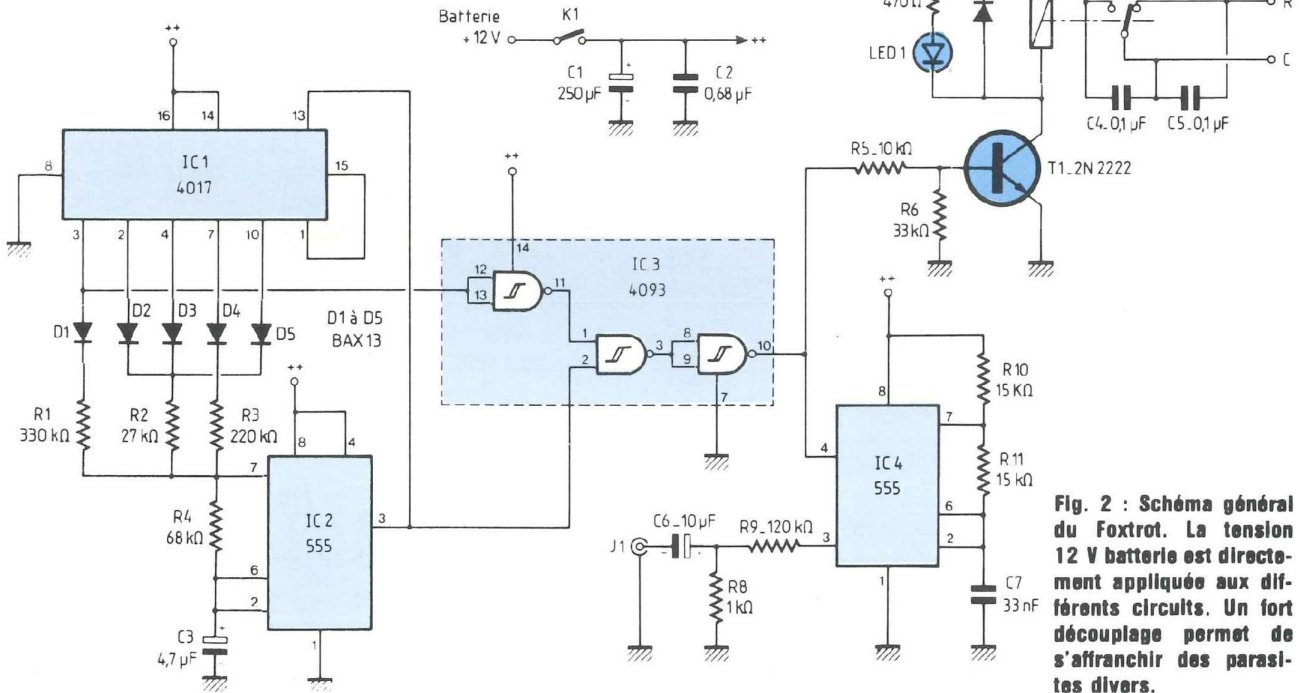 Batterie
+ 12 V
K1
++
C1
250 µF
+
-
C2
0,68 µF
470 Ω
LED 1
R
C
C4_0,1 µF
C5_0,1 µF
R5_10 kΩ
T1_2N 2222
R6
33 kΩ
++
16
14
13
8
IC 1
4017
15
3
2
4
7
10
1
++
14
IC 3
4093
12
13
11
1
2
3
8
9
10
7
D1
D2
D3
D4
D5
D1 à D5
BAX 13
R1
330 kΩ
R2
27 kΩ
R3
220 kΩ
++
8
4
7
R4
68 kΩ
IC 2
555
3
6
2
C3
4,7 µF
+
-
1
++
8
R10
15 KΩ
7
4
IC 4
555
R11
15 kΩ
6
2
3
1
C7
33 nF
J1
C6_10 µF
-
+
R9_120 kΩ
R8
1 kΩ
Fig. 2 : Schéma général
du Foxtrot. La tension
12 V batterie est directe-
ment appliquée aux dif-
férents circuits. Un fort
découplage permet de
s'affranchir des parasi-
tes divers.